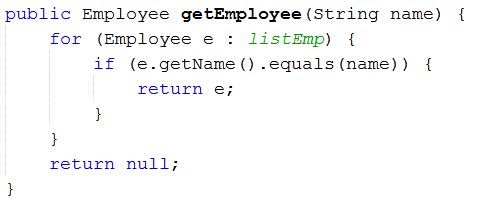 public Employee getEmployee(String name) {
    for (Employee e : listEmp) {
        if (e.getName().equals(name)) {
            return e;
        }
    }
    return null;
}